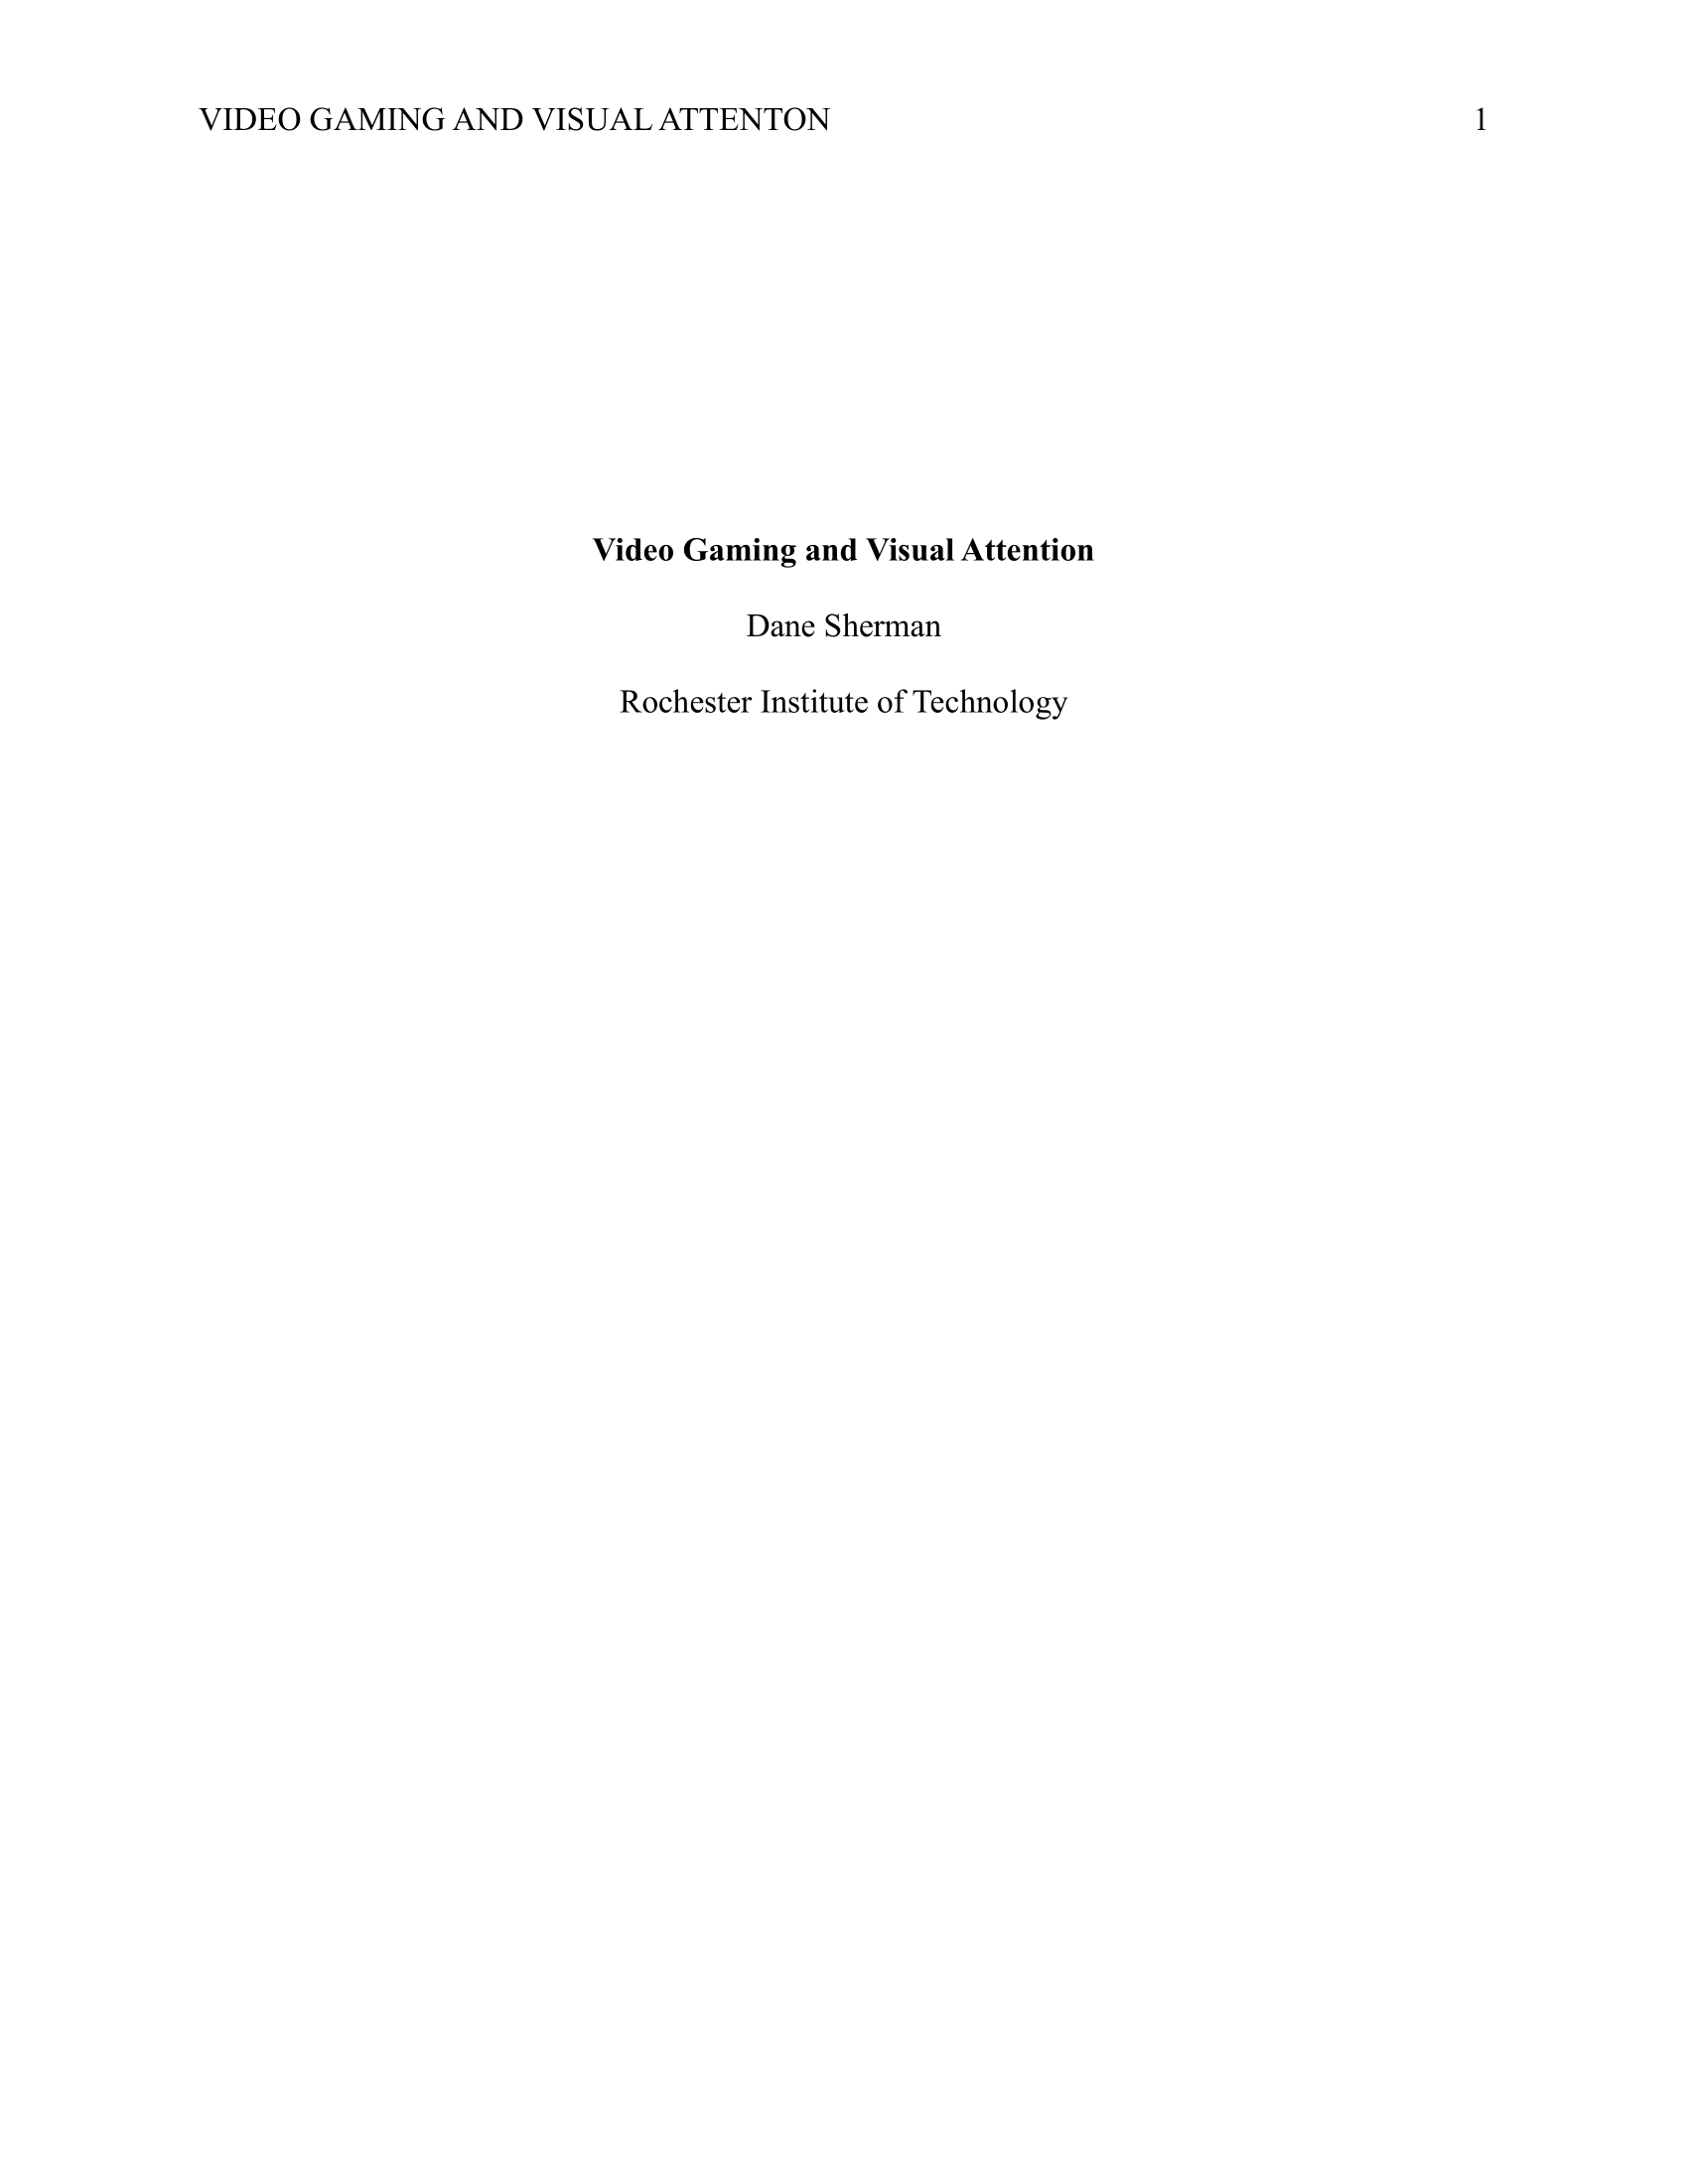 VIDEO GAMING AND VISUAL ATTENTON 1
Video Gaming and Visual Attention
Dane Sherman
Rochester Institute of Technology